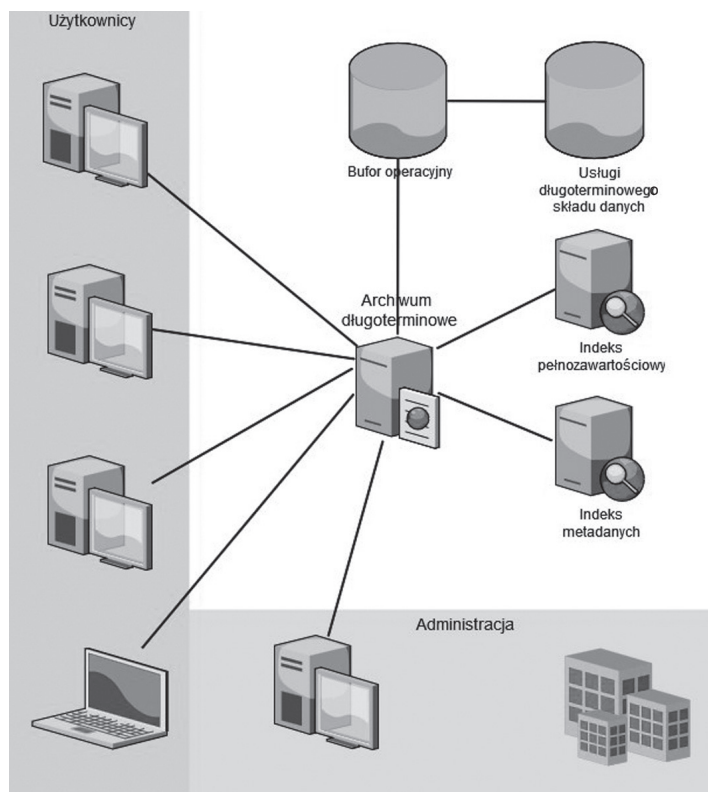 Użytkownicy
Bufor operacyjny
Usługi
długoterminowego
składu danych
Archiwum
długoterminowe
Indeks
pełnozawartościowy
Indeks
metadanych
Administracja